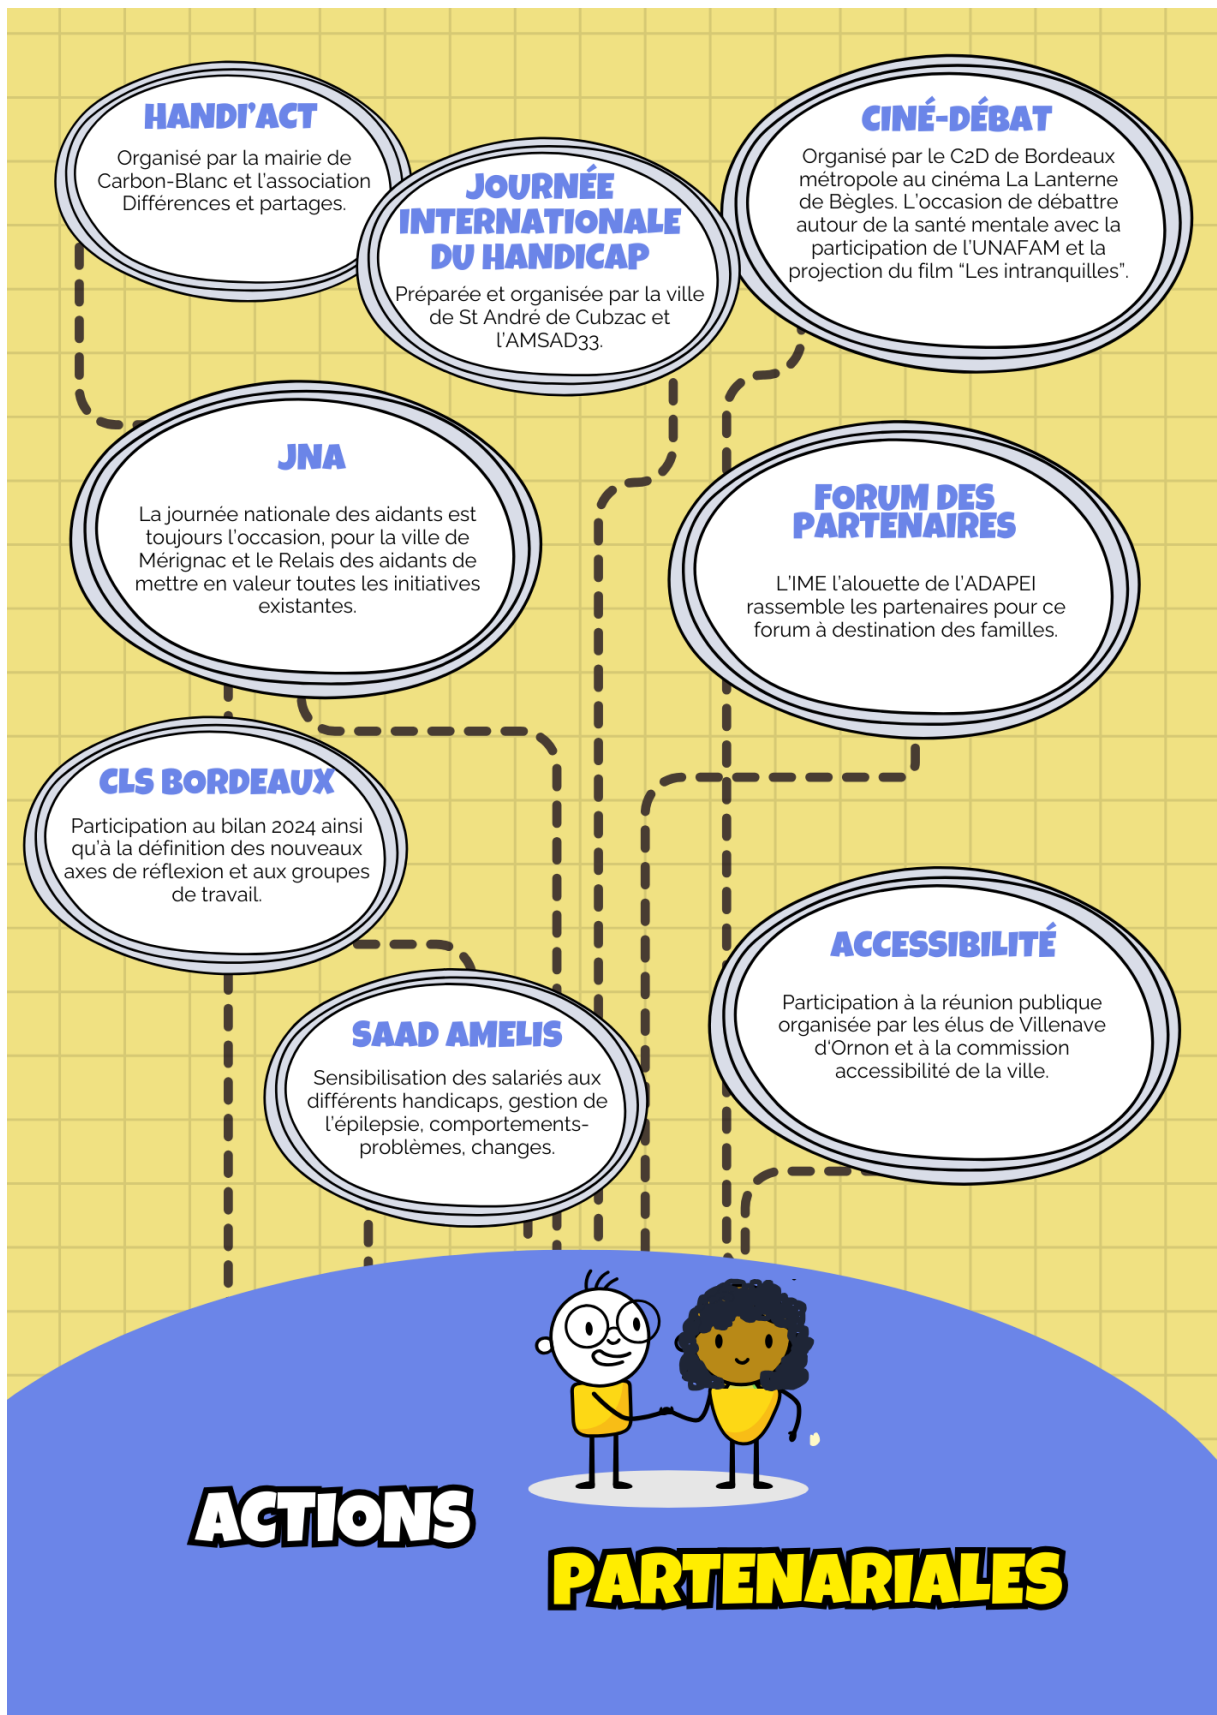 HANDI'ACT
Organisé par la mairie de
Carbon-Blanc et l'association
Différences et partages.
JOURNÉE
INTERNATIONALE
DU HANDICAP
Préparée et organisée par la ville
de St André de Cubzac et
l'AMSAD33.
CINÉ-DÉBAT
Organisé par le C2D de Bordeaux
métropole au cinéma La Lanterne
de Bègles. L'occasion de débattre
autour de la santé mentale avec la
participation de l'UNAFAM et la
projection du film “Les intranquilles”.
JNA
La journée nationale des aidants est
toujours l'occasion, pour la ville de
Mérignac et le Relais des aidants de
mettre en valeur toutes les initiatives
existantes.
FORUM DES
PARTENAIRES
L'IME l'alouette de l'ADAPEI
rassemble les partenaires pour ce
forum à destination des familles.
CLS BORDEAUX
Participation au bilan 2024 ainsi
qu'à la définition des nouveaux
axes de réflexion et aux groupes
de travail.
SAAD AMELIS
Sensibilisation des salariés aux
différents handicaps, gestion de
l'épilepsie, comportements-
problèmes, changes.
ACCESSIBILITÉ
Participation à la réunion publique
organisée par les élus de Villenave
d'Ornon et à la commission
accessibilité de la ville.
ACTIONS
PARTENARIALES